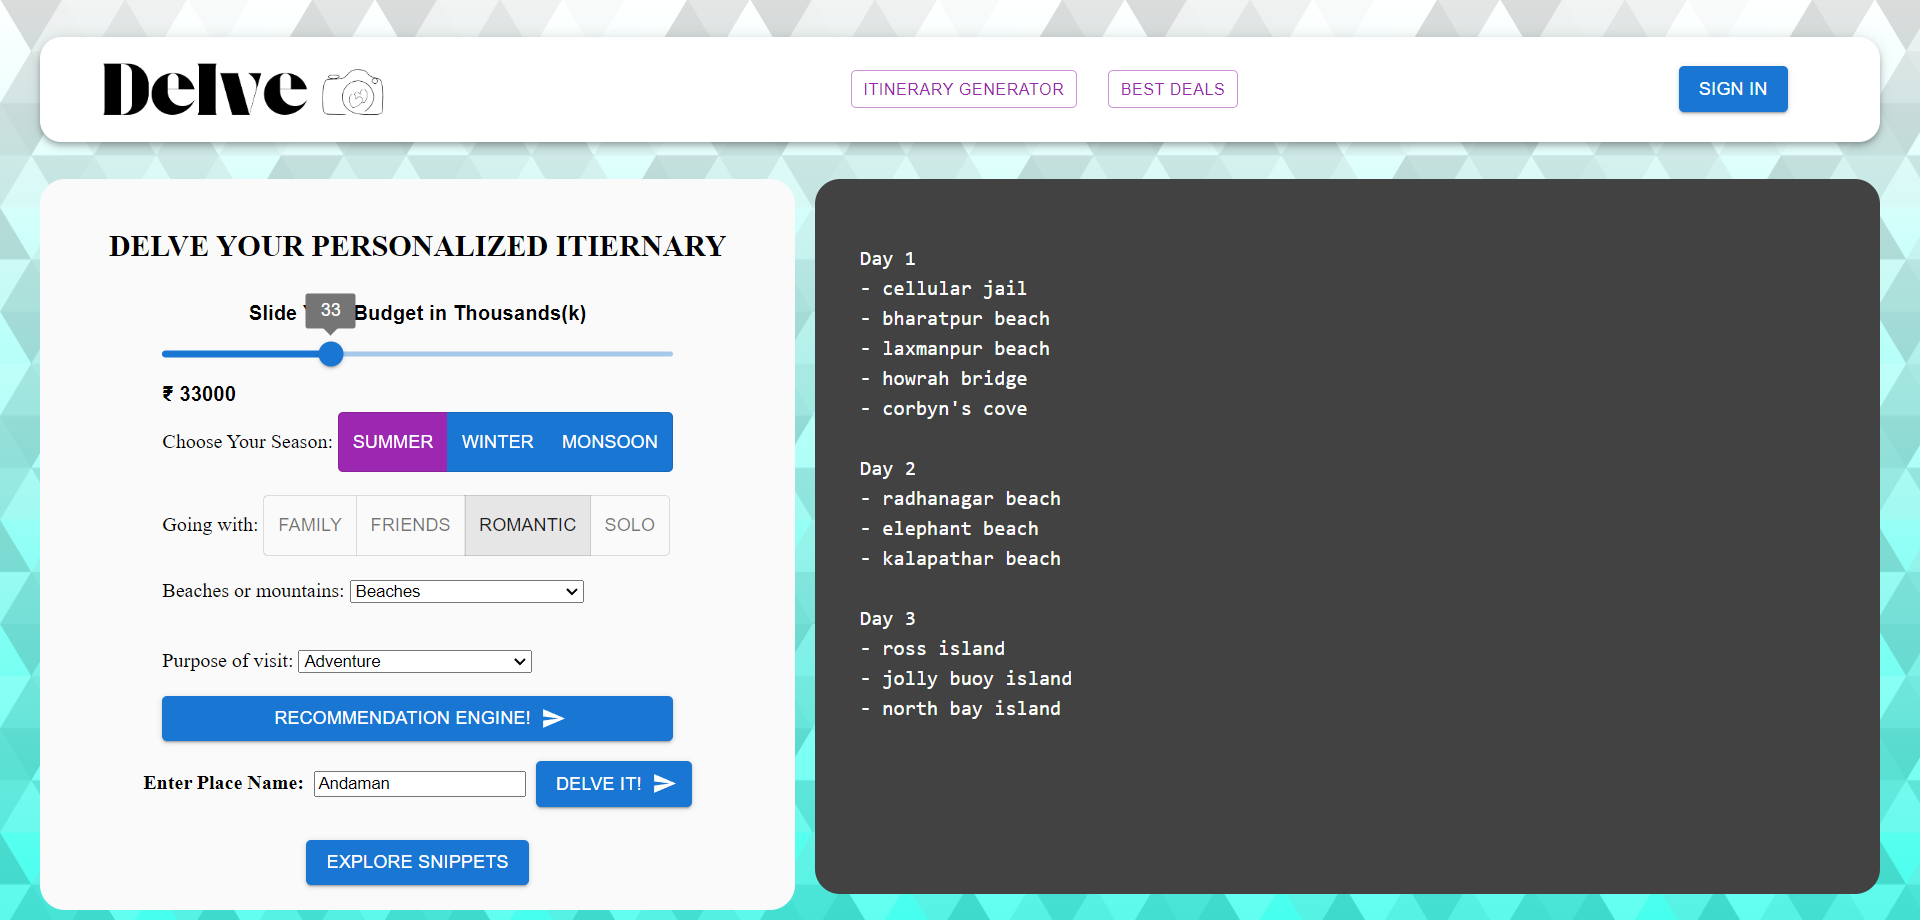 Delve
ITINERARY GENERATOR
BEST DEALS
SIGN IN
DELVE YOUR PERSONALIZED ITIERNARY
Slide Budget in Thousands(k)
33
₹ 33000
Choose Your Season: SUMMER WINTER MONSOON
Going with: FAMILY FRIENDS ROMANTIC SOLO
Beaches or mountains: Beaches
Purpose of visit: Adventure
RECOMMENDATION ENGINE!
Enter Place Name: Andaman DELVE IT!
EXPLORE SNIPPETS
Day 1
- cellular jail
- bharatpur beach
- laxmanpur beach
- howrah bridge
- corbyn's cove
Day 2
- radhanagar beach
- elephant beach
- kalapathar beach
Day 3
- ross island
- jolly buoy island
- north bay island